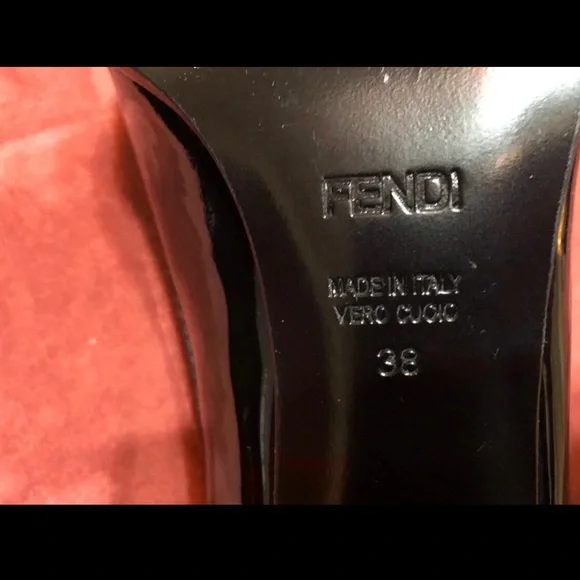 FENDI
MADE IN ITALY
VERO CUOIO
38